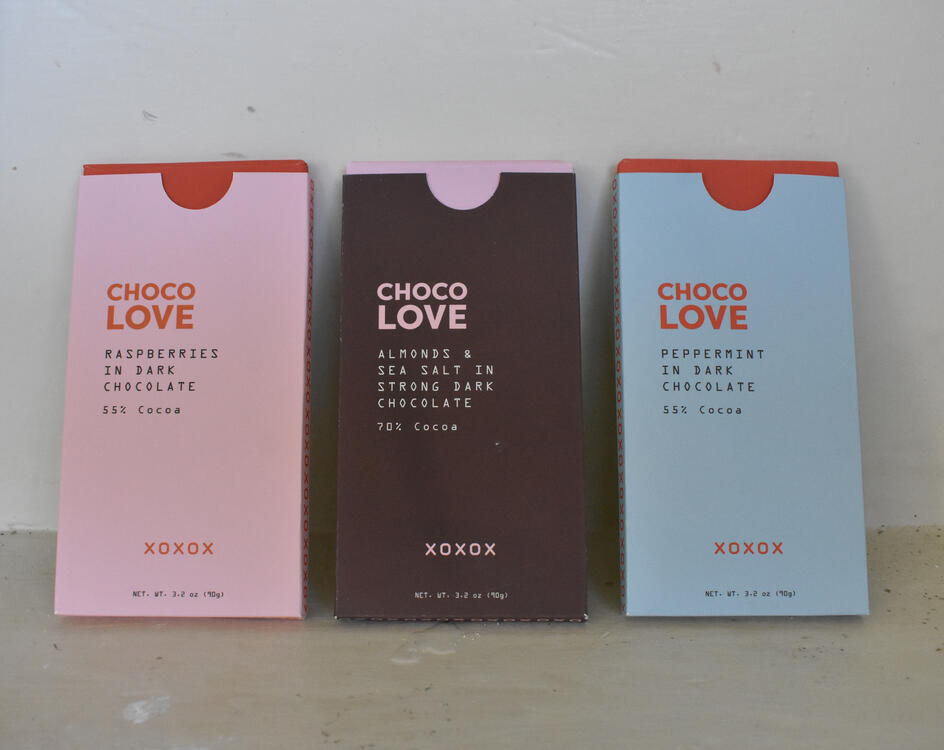 CHOCO
LOVE
RASPBERRIES
IN DARK
CHOCOLATE
55% Cocoa
XOXOX
NET. WT. 3.2 oz (90g)
CHOCO
LOVE
ALMONDS &
SEA SALT IN
STRONG DARK
CHOCOLATE
70% Cocoa
XOXOX
NET. WT. 3.2 oz (90g)
CHOCO
LOVE
PEPPERMINT
IN DARK
CHOCOLATE
55% Cocoa
XOXOX
NET. WT. 3.2 oz (90g)